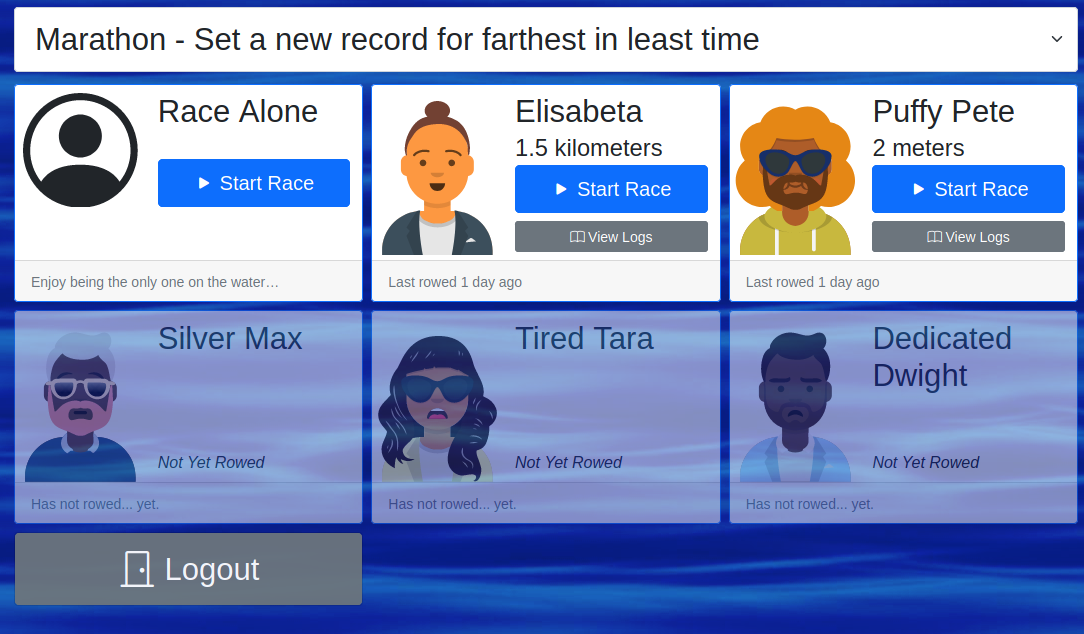 Marathon - Set a new record for farthest in least time
Race Alone
Start Race
Enjoy being the only one on the water…
Elisabeta
1.5 kilometers
Start Race
View Logs
Last rowed 1 day ago
Puffy Pete
2 meters
Start Race
View Logs
Last rowed 1 day ago
Silver Max
Not Yet Rowed
Has not rowed... yet.
Tired Tara
Not Yet Rowed
Has not rowed... yet.
Dedicated
Dwight
Not Yet Rowed
Has not rowed... yet.
Logout